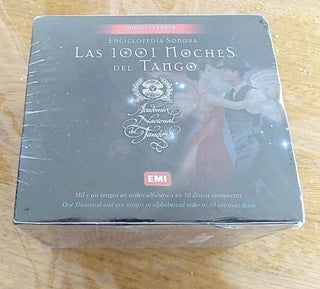 Enciclopedia Sonora
Las 1001 Noches
del Tango
Academia
Nacional
del Tango
EMI
Mil y un tangos en orden alfabético en 50 discos compactos
One Thousand and one tangos in alphabetical order in 50 compact discs